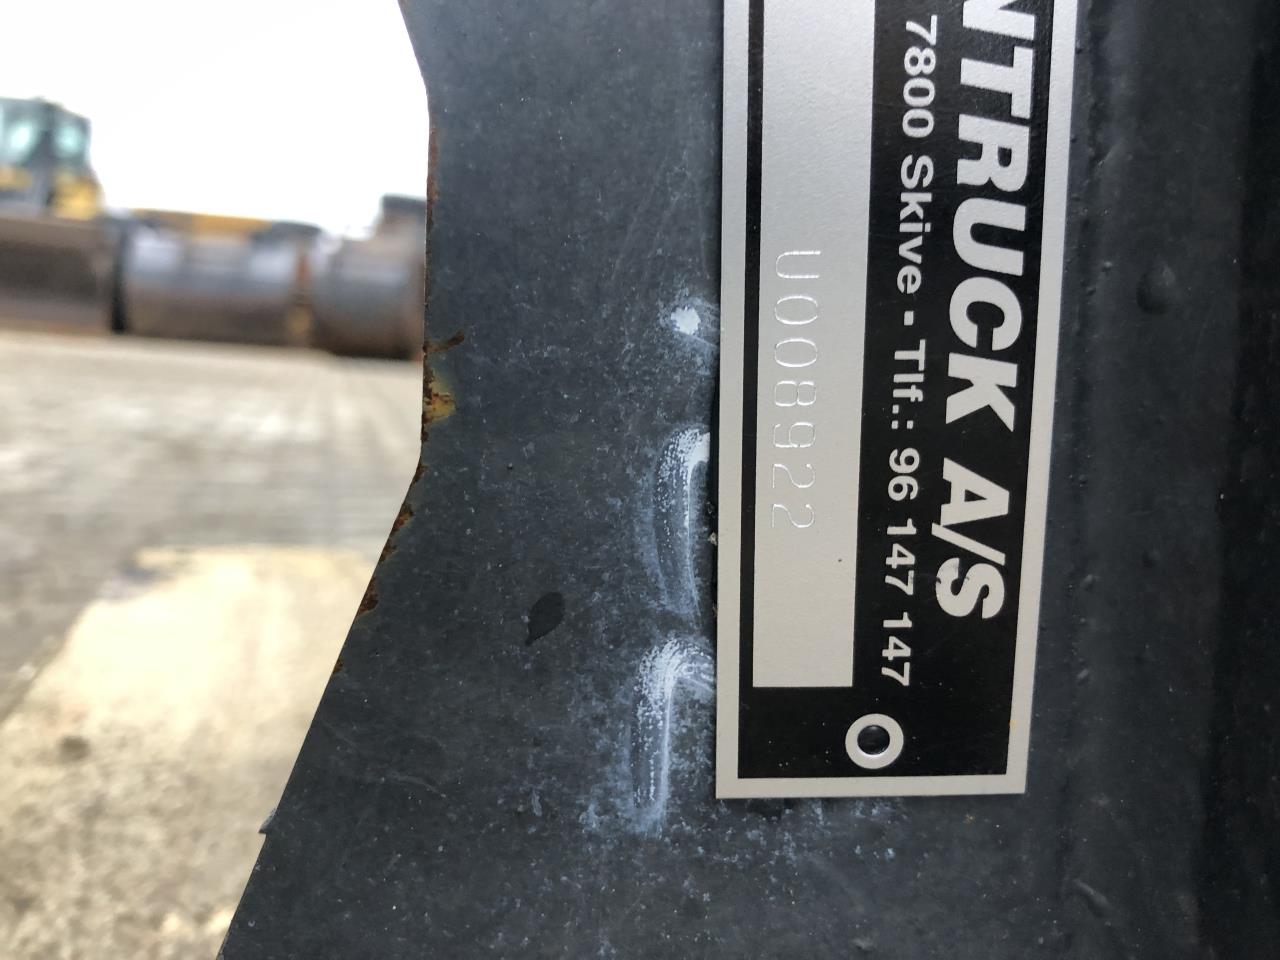 NTRUCK A/S
7800 Skive - Tlf.: 96 147 147
U008922